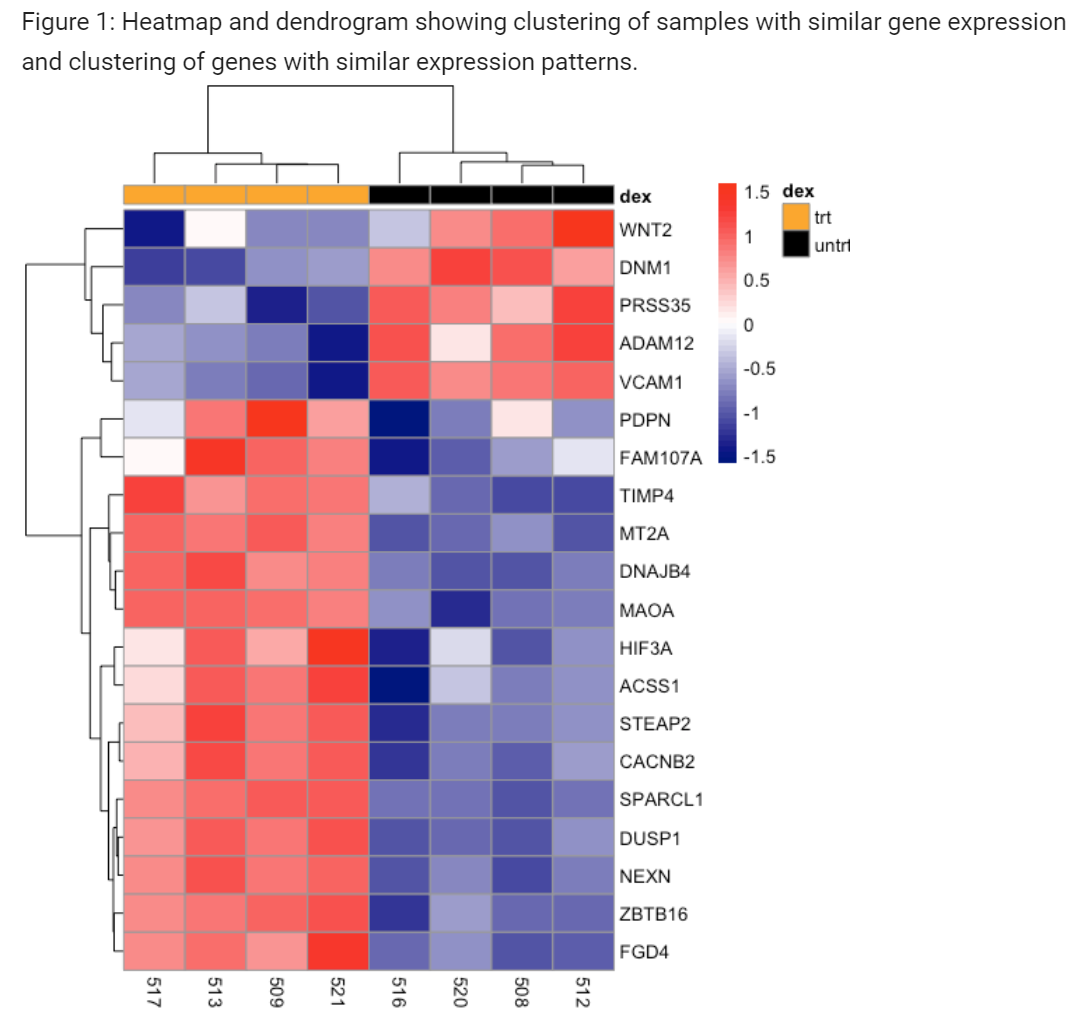 Figure 1: Heatmap and dendrogram showing clustering of samples with similar gene expression
and clustering of genes with similar expression patterns.
dex
WNT2
DNM1
PRSS35
ADAM12
VCAM1
PDPN
FAM107A
TIMP4
MT2A
DNAJB4
MAOA
HIF3A
ACSS1
STEAP2
CACNB2
SPARCL1
DUSP1
NEXN
ZBTB16
FGD4
517 513 509 521 516 520 508 512
1.5
1
0.5
0
-0.5
-1
-1.5
dex
trt
untrt